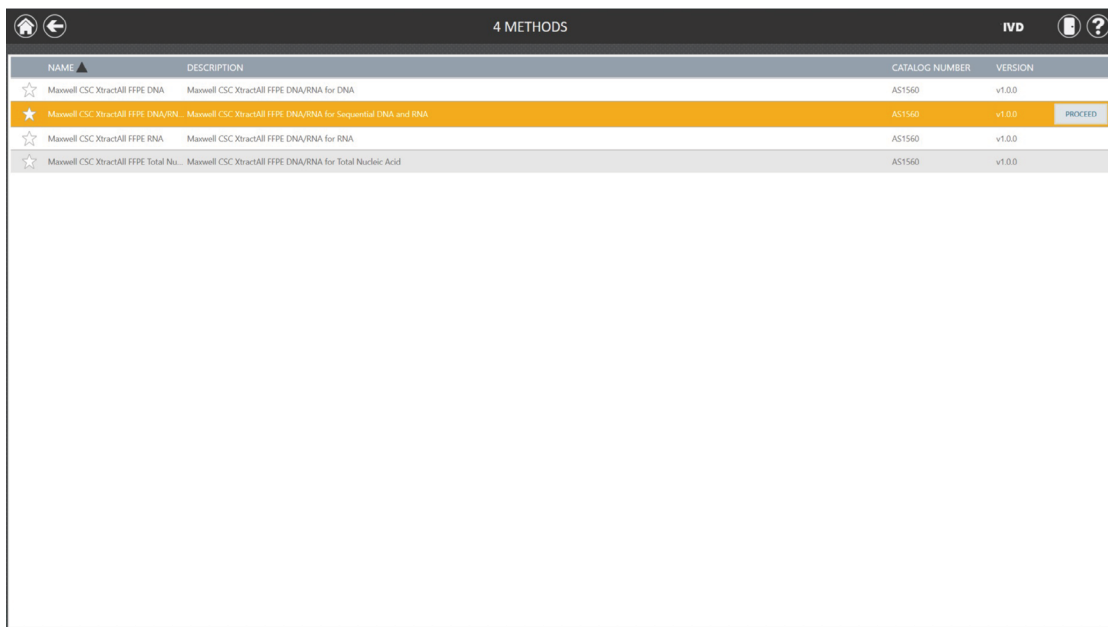 4 METHODS IVD ?
NAME DESCRIPTION CATALOG NUMBER VERSION
Maxwell CSC XtractAll FFPE DNA Maxwell CSC XtractAll FFPE DNA/RNA for DNA AS1560 v1.0.0
Maxwell CSC XtractAll FFPE DNA/RN... Maxwell CSC XtractAll FFPE DNA/RNA for Sequential DNA and RNA AS1560 v1.0.0 PROCEED
Maxwell CSC XtractAll FFPE RNA Maxwell CSC XtractAll FFPE DNA/RNA for RNA AS1560 v1.0.0
Maxwell CSC XtractAll FFPE Total Nu... Maxwell CSC XtractAll FFPE DNA/RNA for Total Nucleic Acid AS1560 v1.0.0